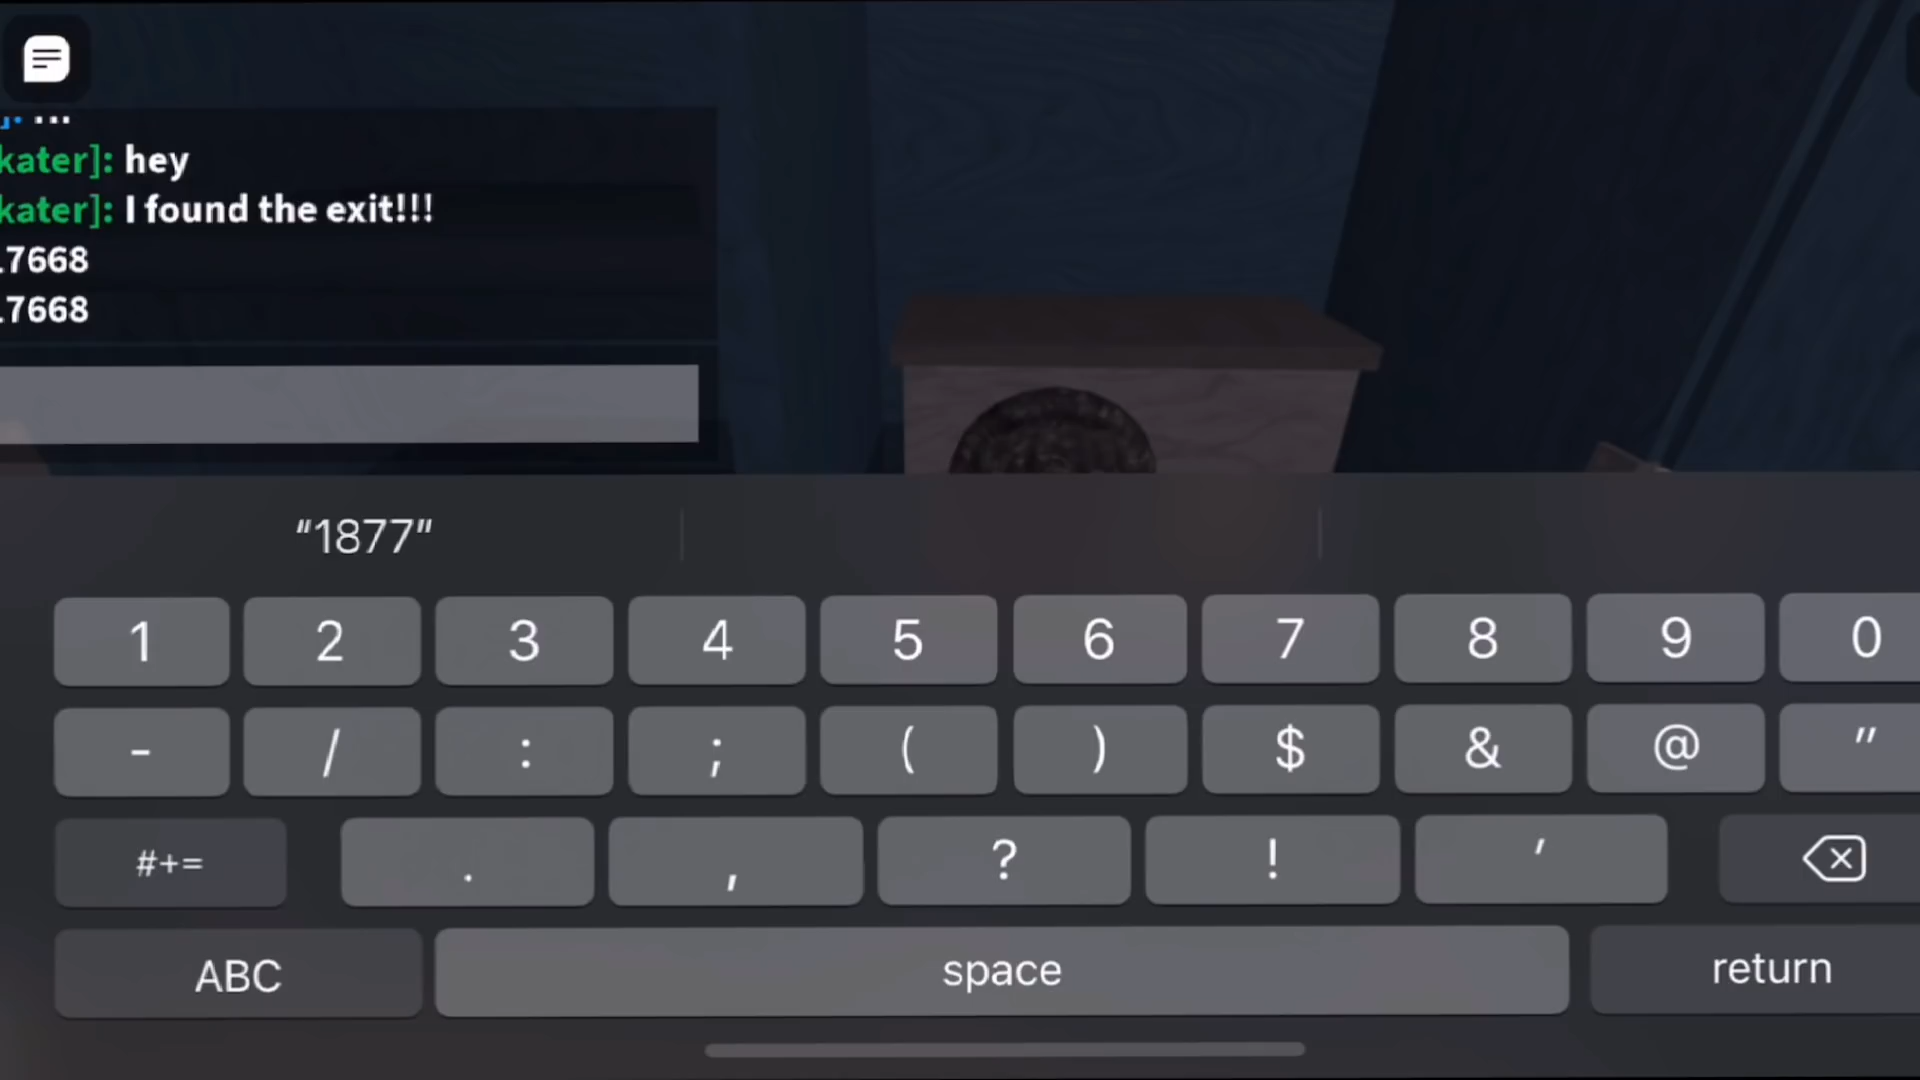 ]: ...
kater]: hey
kater]: I found the exit!!!
.7668
.7668
"1877"
1 2 3 4 5 6 7 8 9 0
- / : ; ( ) $ & @ "
#+= . , ? ! '
ABC space return